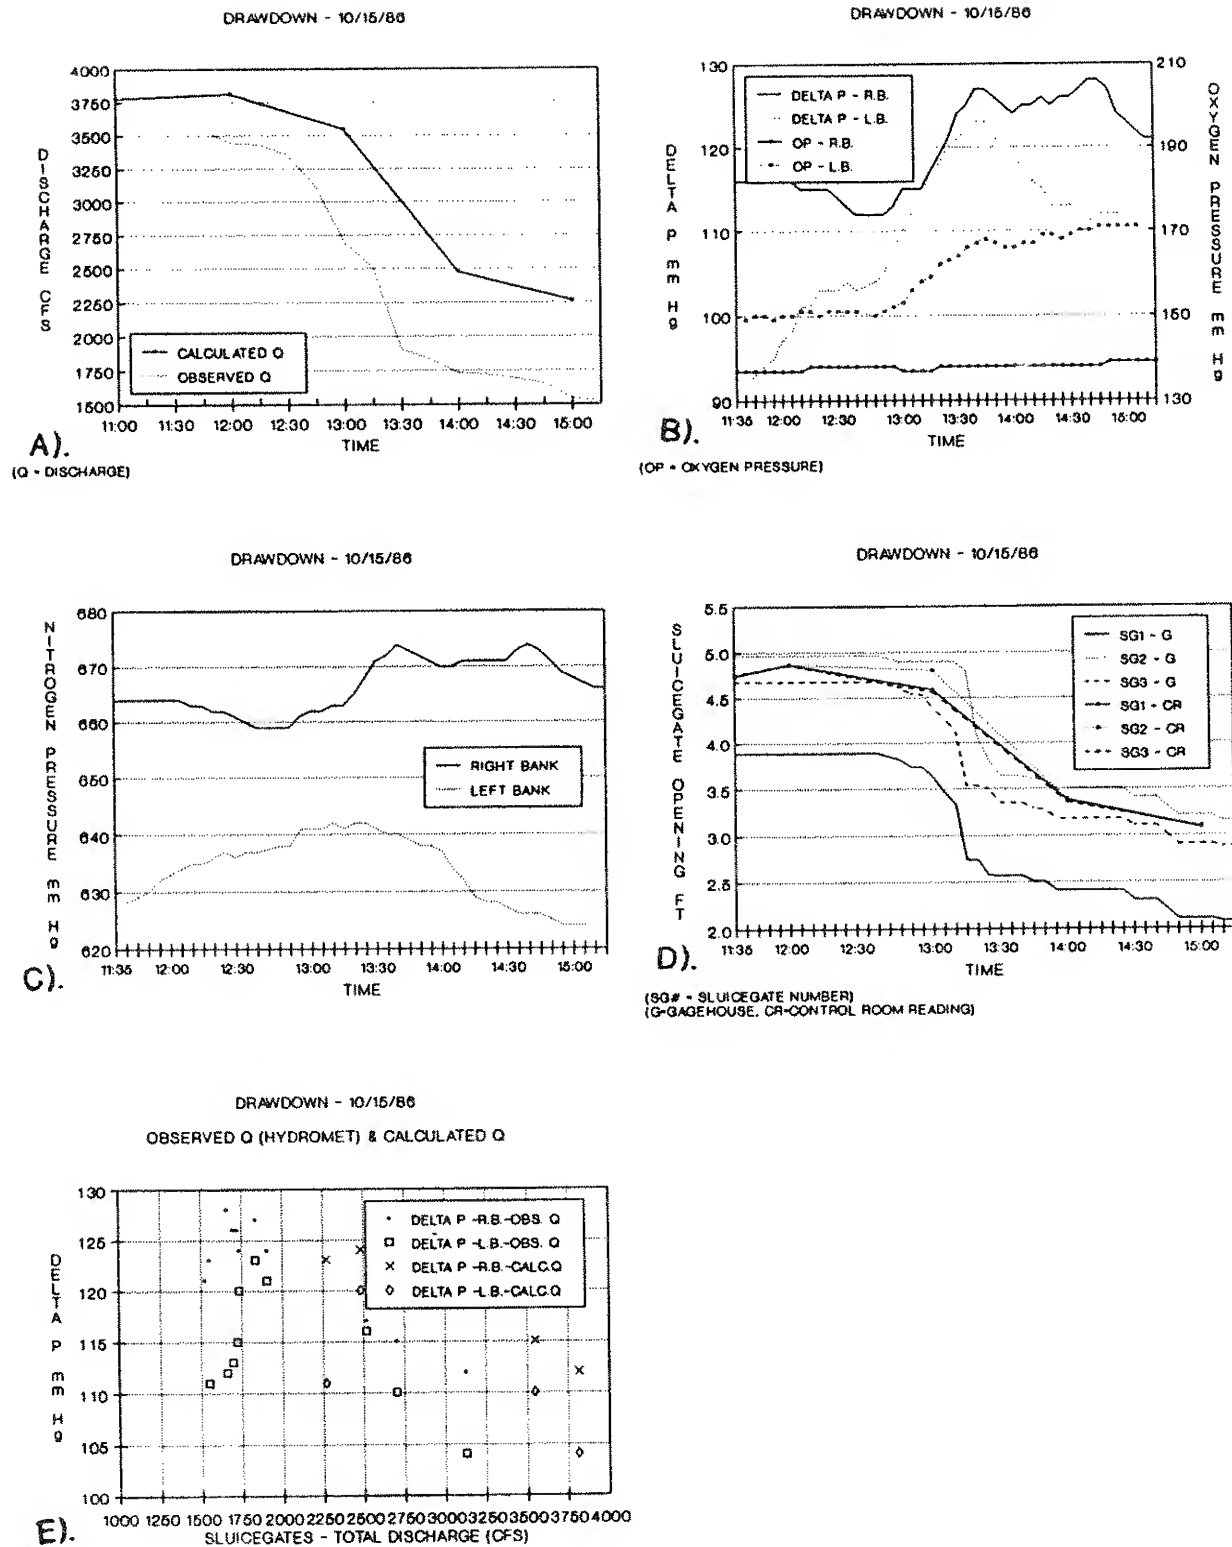 DRAWDOWN - 10/15/86
4000
3750
3500
3250
3000
2750
2500
2250
2000
1750
1500
DISCHARGE CFS
CALCULATED Q
OBSERVED Q
11:00 11:30 12:00 12:30 13:00 13:30 14:00 14:30 15:00
TIME
A).
(Q - DISCHARGE)
DRAWDOWN - 10/15/86
130
120
110
100
90
DELTA P mm Hg
DELTA P - R.B.
DELTA P - L.B.
OP - R.B.
OP - L.B.
210
190
170
150
130
OXYGEN PRESSURE mm Hg
11:35 12:00 12:30 13:00 13:30 14:00 14:30 15:00
TIME
B).
(OP = OXYGEN PRESSURE)
DRAWDOWN - 10/15/86
680
670
660
650
640
630
620
NITROGEN PRESSURE mm Hg
RIGHT BANK
LEFT BANK
11:35 12:00 12:30 13:00 13:30 14:00 14:30 15:00
TIME
C).
DRAWDOWN - 10/15/86
5.5
5.0
4.5
4.0
3.5
3.0
2.5
2.0
SLUICEGATE OPENING FT
SG1 - G
SG2 - G
SG3 - G
SG1 - CR
SG2 - CR
SG3 - CR
11:35 12:00 12:30 13:00 13:30 14:00 14:30 15:00
TIME
D).
(SG# - SLUICEGATE NUMBER)
(G-GAGEHOUSE, CR-CONTROL ROOM READING)
DRAWDOWN - 10/15/86
OBSERVED Q (HYDROMET) & CALCULATED Q
130
125
120
115
110
105
100
DELTA P mm Hg
DELTA P -R.B.-OBS. Q
DELTA P -L.B.-OBS. Q
DELTA P -R.B.-CALC.Q
DELTA P -L.B.-CALC.Q
1000 1250 1500 1750 2000 2250 2500 2750 3000 3250 3500 3750 4000
SLUICEGATES - TOTAL DISCHARGE (CFS)
E).